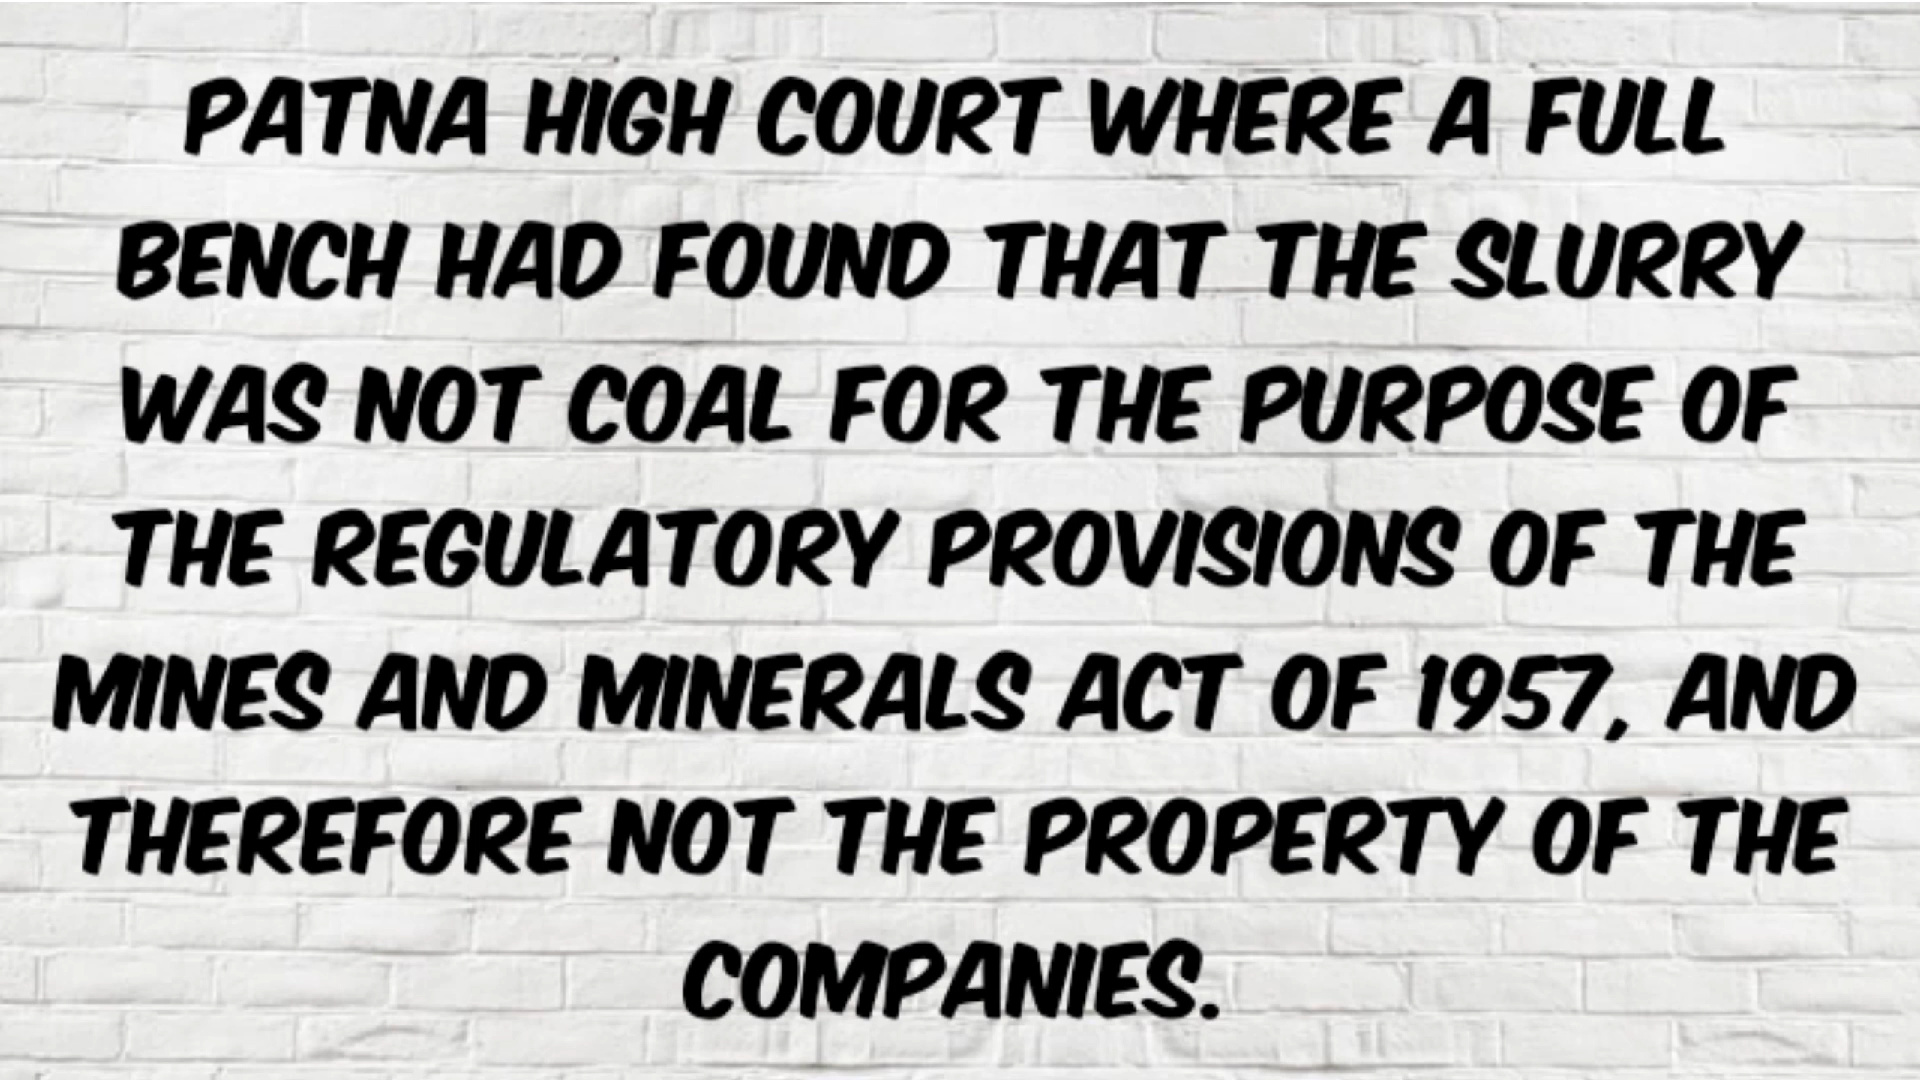 PATNA HIGH COURT WHERE A FULL
BENCH HAD FOUND THAT THE SLURRY
WAS NOT COAL FOR THE PURPOSE OF
THE REGULATORY PROVISIONS OF THE
MINES AND MINERALS ACT OF 1957, AND
THEREFORE NOT THE PROPERTY OF THE
COMPANIES.